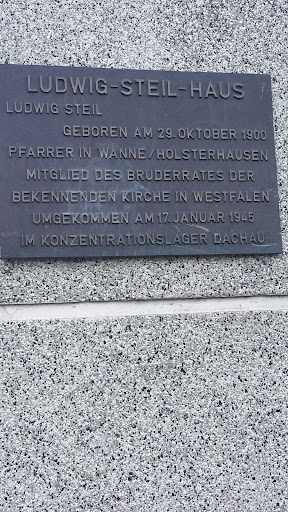 LUDWIG-STEIL-HAUS
LUDWIG STEIL
GEBOREN AM 29. OKTOBER 1900
PFARRER IN WANNE/HOLSTERHAUSEN
MITGLIED DES BRUDERRATES DER
BEKENNENDEN KIRCHE IN WESTFALEN
UMGEKOMMEN AM 17. JANUAR 1945
IM KONZENTRATIONSLAGER DACHAU